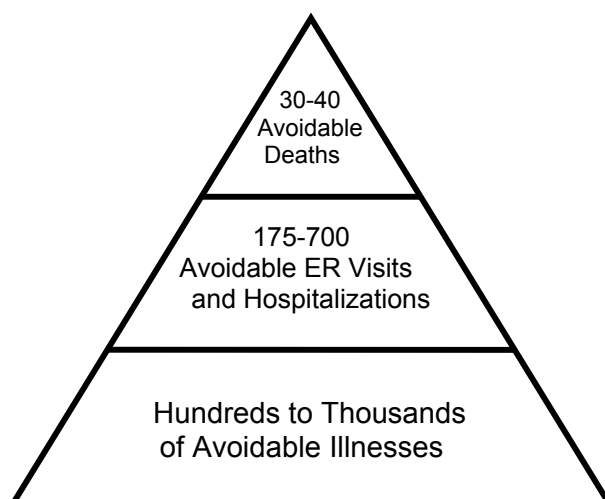 30-40
Avoidable
Deaths
175-700
Avoidable ER Visits
and Hospitalizations
Hundreds to Thousands
of Avoidable Illnesses